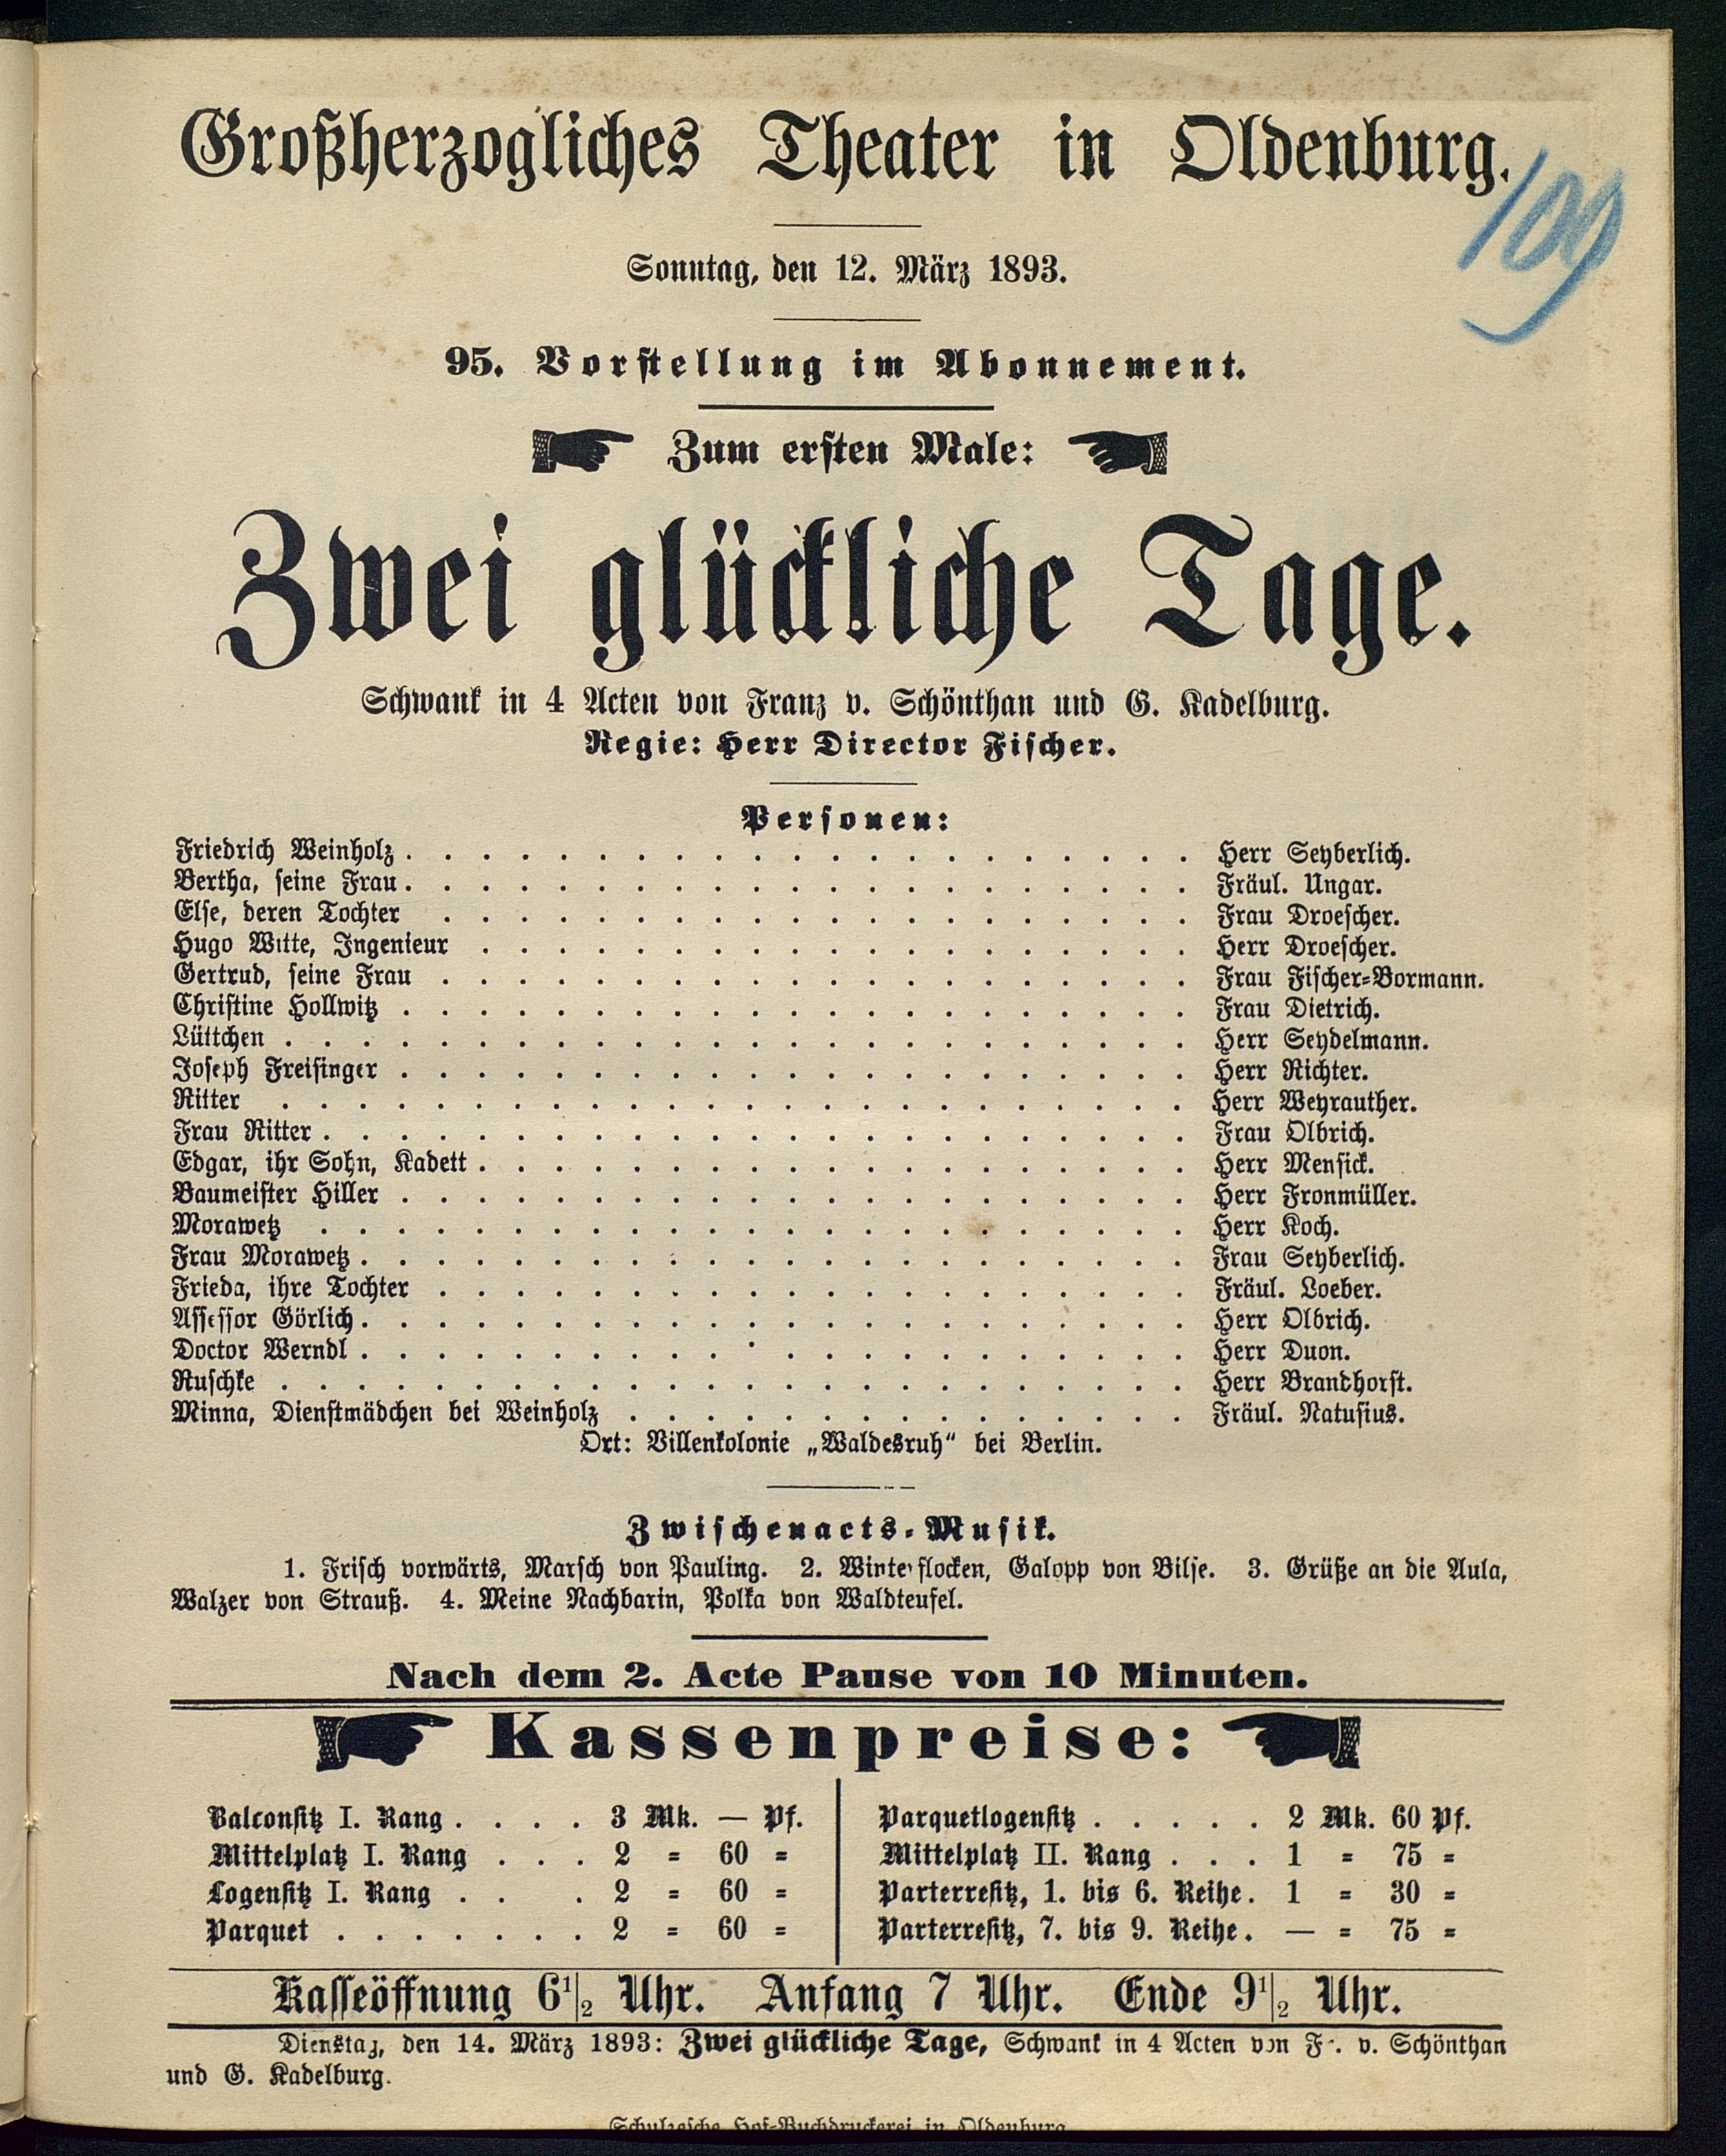 Großherzogliches Theater in Oldenburg.
109
Sonntag, den 12. März 1893.
95. Vorstellung im Abonnement.
Zum ersten Male:
Zwei glückliche Tage.
Schwank in 4 Acten von Franz v. Schönthan und G. Kadelburg.
Regie: Herr Director Fischer.
Personen:
Friedrich Weinholz . . . . . . . . . . . . . . . . . . . . . Herr Seyberlich.
Bertha, seine Frau . . . . . . . . . . . . . . . . . . . . . Fräul. Ungar.
Else, deren Tochter . . . . . . . . . . . . . . . . . . . . Frau Droescher.
Hugo Witte, Ingenieur . . . . . . . . . . . . . . . . . . . Herr Droescher.
Gertrud, seine Frau . . . . . . . . . . . . . . . . . . . . Frau Fischer-Bormann.
Christine Hollwitz . . . . . . . . . . . . . . . . . . . . . Frau Dietrich.
Lüttchen . . . . . . . . . . . . . . . . . . . . . . . . Herr Seydelmann.
Joseph Freisinger . . . . . . . . . . . . . . . . . . . . . Herr Richter.
Ritter . . . . . . . . . . . . . . . . . . . . . . . . Herr Weyrauther.
Frau Ritter . . . . . . . . . . . . . . . . . . . . . . . Frau Olbrich.
Edgar, ihr Sohn, Kadett . . . . . . . . . . . . . . . . . . . Herr Mensick.
Baumeister Hiller . . . . . . . . . . . . . . . . . . . . . Herr Fronmüller.
Morawetz . . . . . . . . . . . . . . . . . . . . . . . Herr Koch.
Frau Morawetz . . . . . . . . . . . . . . . . . . . . . . Frau Seyberlich.
Frieda, ihre Tochter . . . . . . . . . . . . . . . . . . . . Fräul. Loeber.
Assessor Görlich . . . . . . . . . . . . . . . . . . . . . . Herr Olbrich.
Doctor Werndl . . . . . . . . . . . . . . . . . . . . . . Herr Duon.
Ruschke . . . . . . . . . . . . . . . . . . . . . . . . Herr Brandhorst.
Minna, Dienstmädchen bei Weinholz . . . . . . . . . . . . . . . Fräul. Natusius.
Ort: Villenkolonie „Waldesruh“ bei Berlin.
Zwischenacts-Musik.
1. Frisch vorwärts, Marsch von Pauling. 2. Winterflocken, Galopp von Bilse. 3. Grüße an die Aula,
Walzer von Strauß. 4. Meine Nachbarin, Polka von Waldteufel.
Nach dem 2. Acte Pause von 10 Minuten.
Kassenpreise:
Balconsitz I. Rang . . . . 3 Mk. — Pf.
Mittelplatz I. Rang . . . 2 = 60 =
Logensitz I. Rang . . . 2 = 60 =
Parquet . . . . . . . 2 = 60 =
Parquetlogensitz . . . . . 2 Mk. 60 Pf.
Mittelplatz II. Rang . . . 1 = 75 =
Parterresitz, 1. bis 6. Reihe . 1 = 30 =
Parterresitz, 7. bis 9. Reihe . — = 75 =
Kasseöffnung 6 1/2 Uhr. Anfang 7 Uhr. Ende 9 1/2 Uhr.
Dienstag, den 14. März 1893: Zwei glückliche Tage, Schwank in 4 Acten von Fr. v. Schönthan
und G. Kadelburg.
Schulzesche Hof-Buchdruckerei in Oldenburg